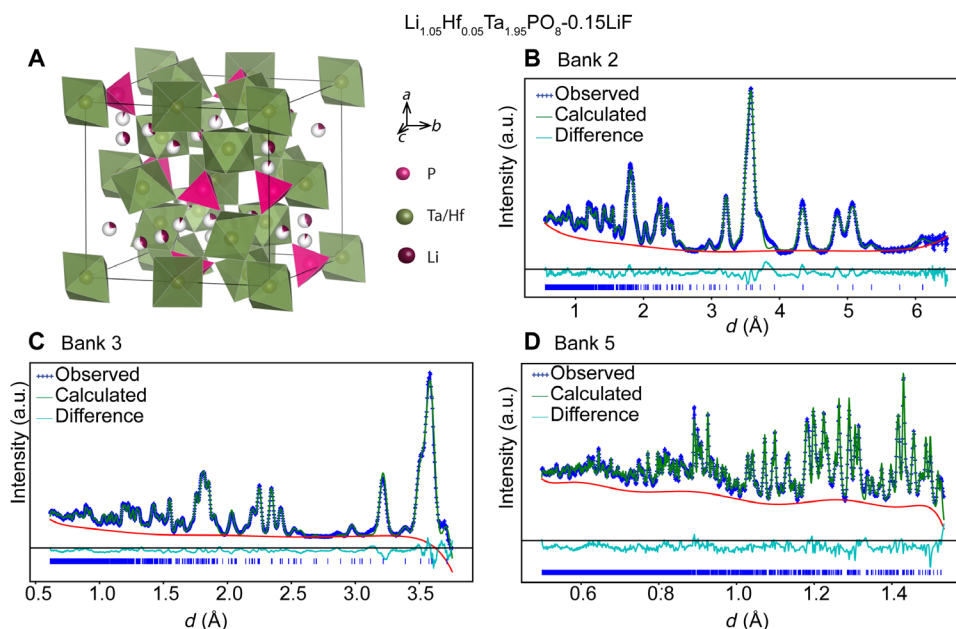 Li1.05Hf0.05Ta1.95PO8-0.15LiF
A
a
b
c
P
Ta/Hf
Li
B Bank 2
Observed
Calculated
Difference
Intensity (a.u.)
1 2 3 4 5 6
d (Å)
C Bank 3
Observed
Calculated
Difference
Intensity (a.u.)
0.5 1.0 1.5 2.0 2.5 3.0 3.5
d (Å)
D Bank 5
Observed
Calculated
Difference
Intensity (a.u.)
0.6 0.8 1.0 1.2 1.4
d (Å)